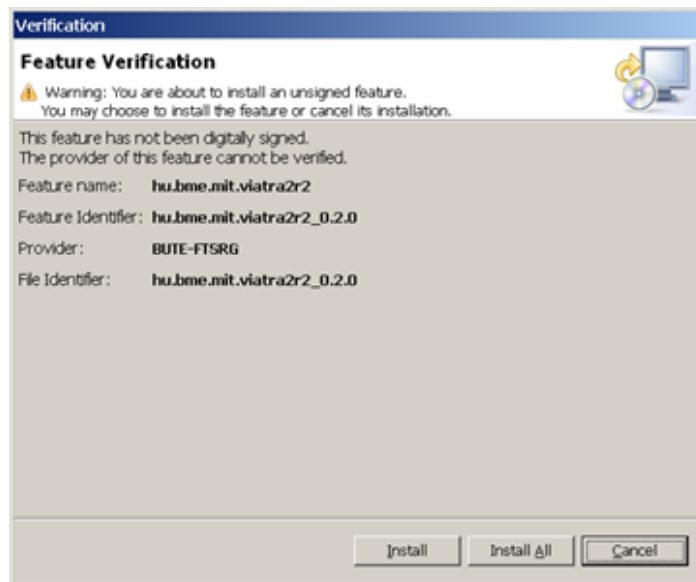 Verification
Feature Verification
Warning: You are about to install an unsigned feature.
You may choose to install the feature or cancel its installation.
This feature has not been digitally signed.
The provider of this feature cannot be verified.
Feature name: hu.bme.mit.viatra2r2
Feature Identifier: hu.bme.mit.viatra2r2_0.2.0
Provider: BUTE-FTSRG
File Identifier: hu.bme.mit.viatra2r2_0.2.0
Install Install All Cancel